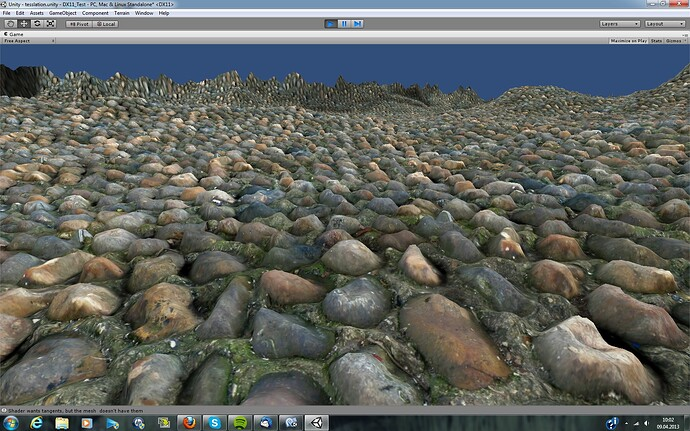 Unity - tesslation.unity - DX11_Test - PC, Mac & Linux Standalone* <DX11>
File Edit Assets GameObject Component Terrain Window Help
Pivot Local Layers Layout
Game
Free Aspect Maximize on Play Stats Gizmos
Shader wants tangents, but the mesh doesn't have them
10:02
09.04.2013